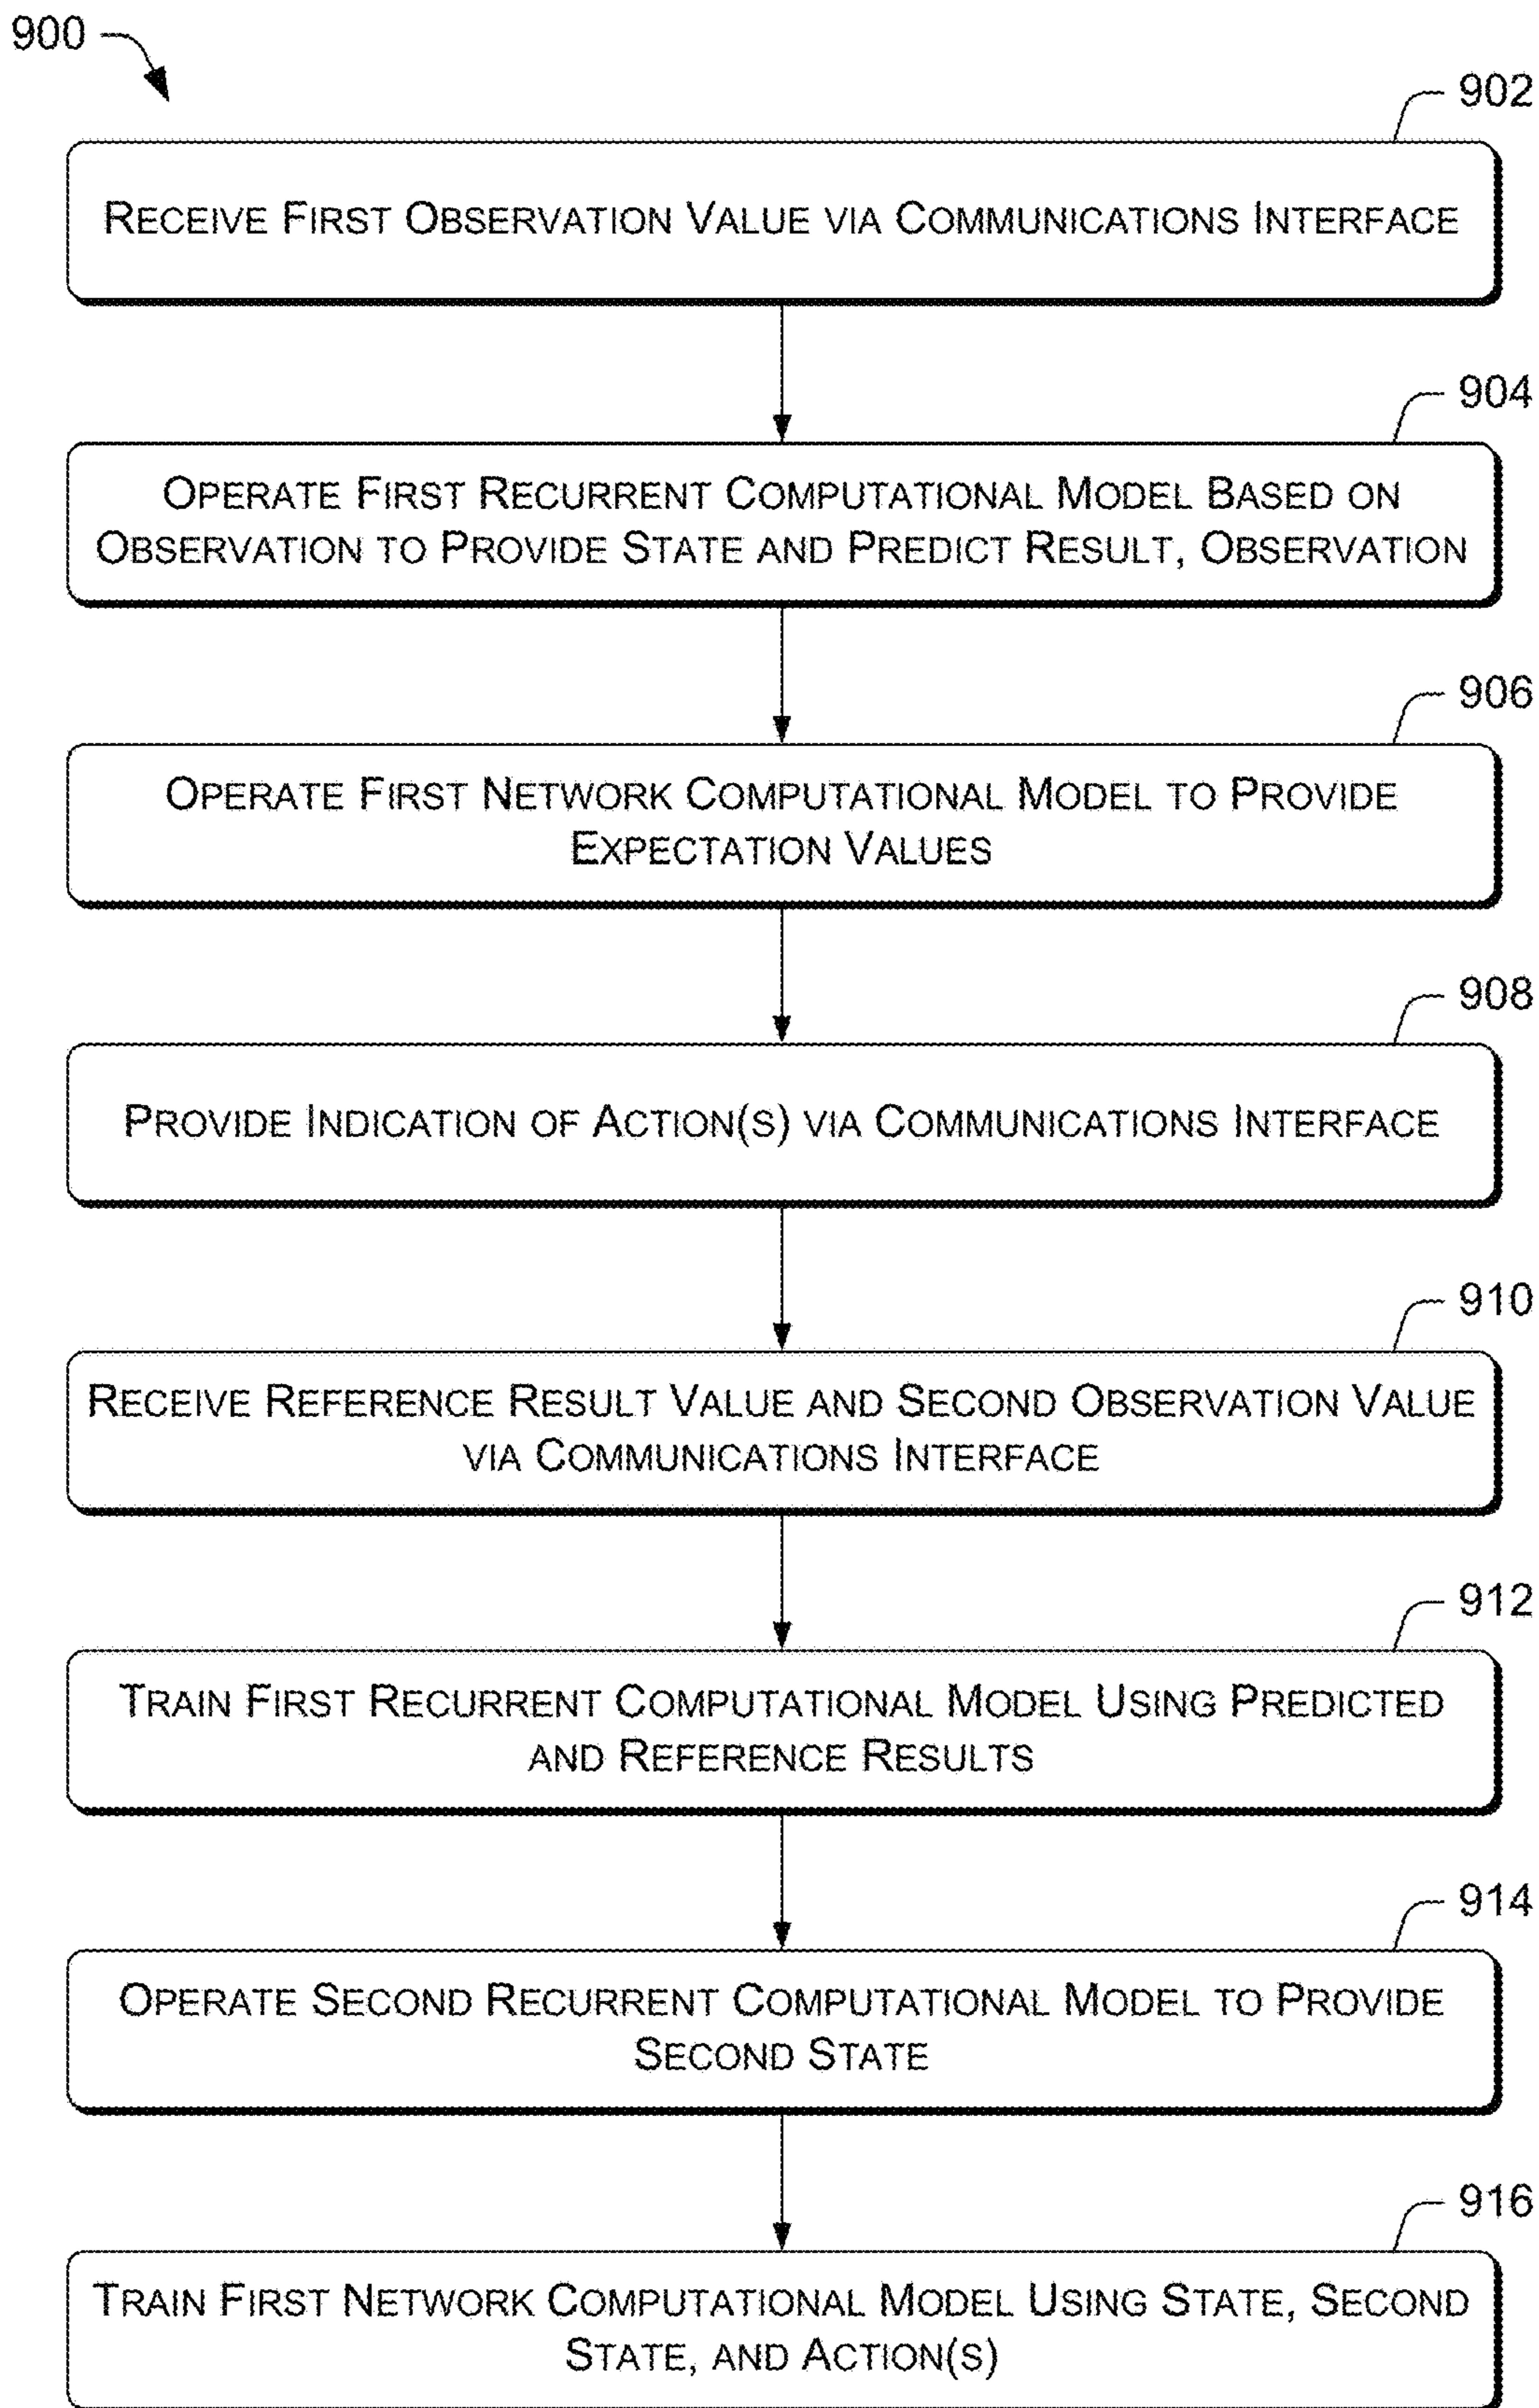 900
902
RECEIVE FIRST OBSERVATION VALUE VIA COMMUNICATIONS INTERFACE
904
OPERATE FIRST RECURRENT COMPUTATIONAL MODEL BASED ON
OBSERVATION TO PROVIDE STATE AND PREDICT RESULT, OBSERVATION
906
OPERATE FIRST NETWORK COMPUTATIONAL MODEL TO PROVIDE
EXPECTATION VALUES
908
PROVIDE INDICATION OF ACTION(S) VIA COMMUNICATIONS INTERFACE
910
RECEIVE REFERENCE RESULT VALUE AND SECOND OBSERVATION VALUE
VIA COMMUNICATIONS INTERFACE
912
TRAIN FIRST RECURRENT COMPUTATIONAL MODEL USING PREDICTED
AND REFERENCE RESULTS
914
OPERATE SECOND RECURRENT COMPUTATIONAL MODEL TO PROVIDE
SECOND STATE
916
TRAIN FIRST NETWORK COMPUTATIONAL MODEL USING STATE, SECOND
STATE, AND ACTION(S)